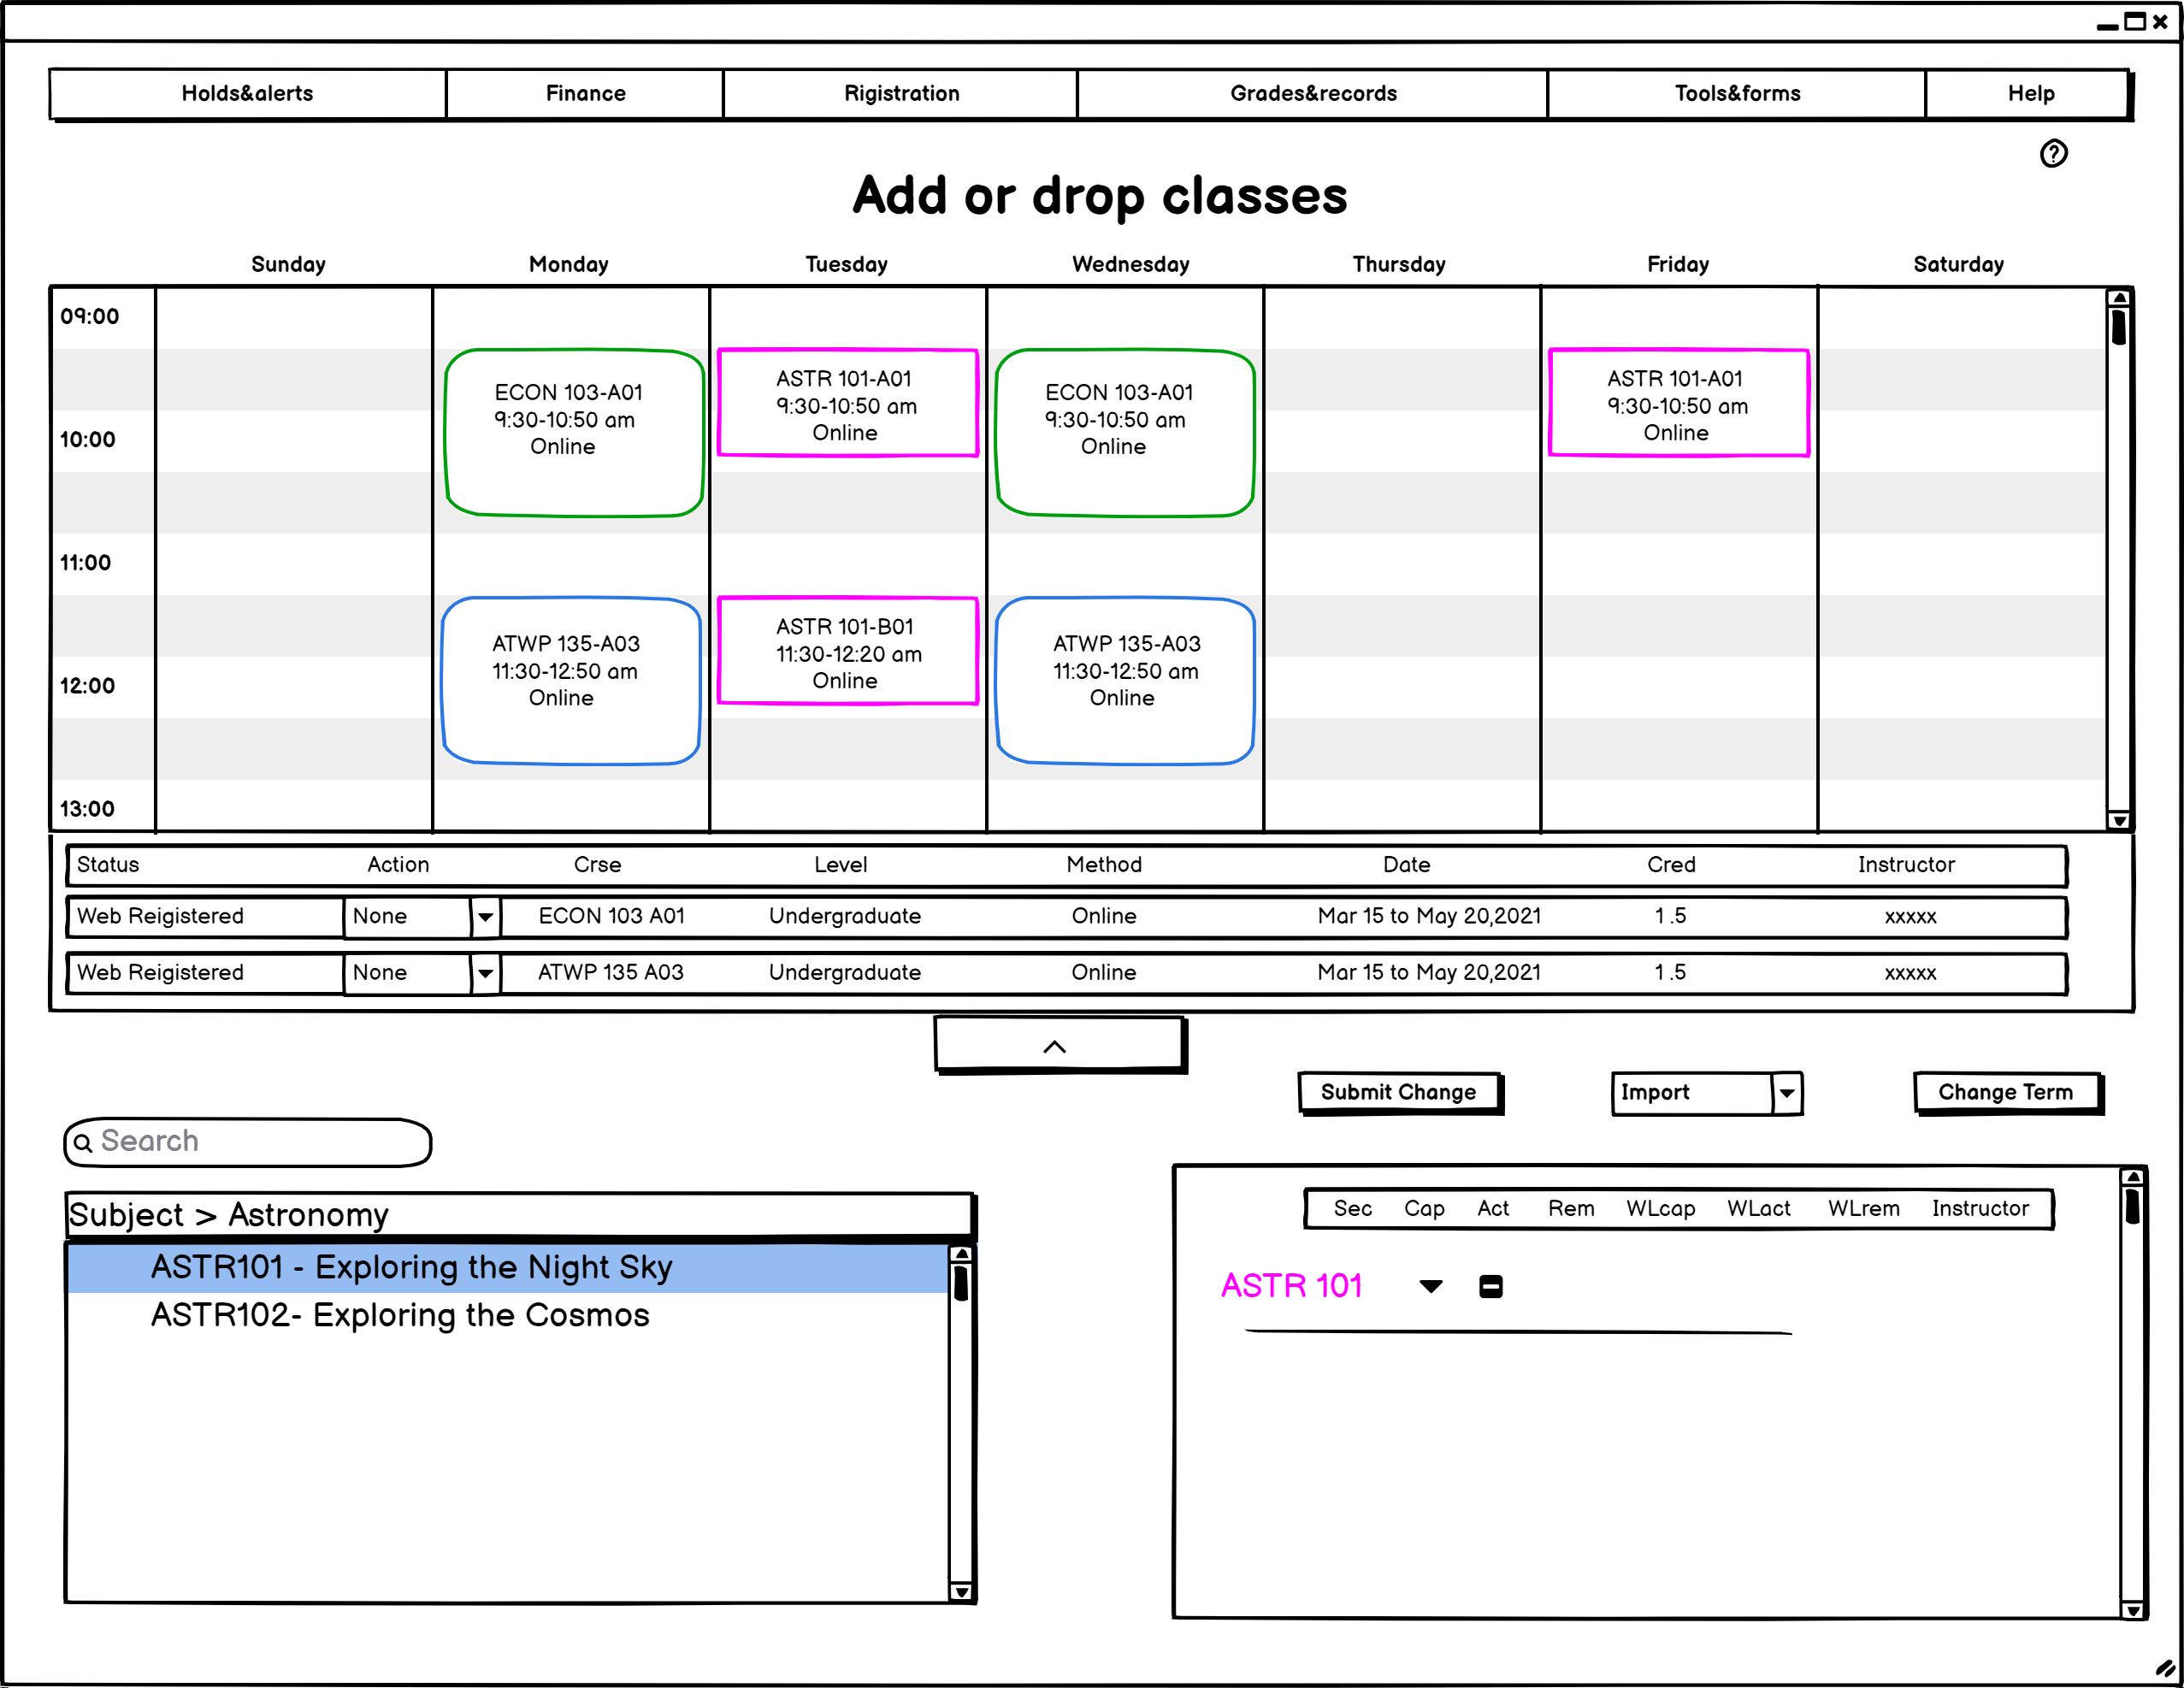 Holds&alerts Finance Rigistration Grades&records Tools&forms Help
?
Add or drop classes
Sunday Monday Tuesday Wednesday Thursday Friday Saturday
09:00
ECON 103-A01
9:30-10:50 am
Online
ASTR 101-A01
9:30-10:50 am
Online
ECON 103-A01
9:30-10:50 am
Online
ASTR 101-A01
9:30-10:50 am
Online
10:00
11:00
ATWP 135-A03
11:30-12:50 am
Online
ASTR 101-B01
11:30-12:20 am
Online
ATWP 135-A03
11:30-12:50 am
Online
12:00
13:00
Status Action Crse Level Method Date Cred Instructor
Web Reigistered None ECON 103 A01 Undergraduate Online Mar 15 to May 20,2021 1.5 xxxxx
Web Reigistered None ATWP 135 A03 Undergraduate Online Mar 15 to May 20,2021 1.5 xxxxx
Submit Change Import Change Term
Search
Subject > Astronomy
ASTR101 - Exploring the Night Sky
ASTR102- Exploring the Cosmos
Sec Cap Act Rem WLcap WLact WLrem Instructor
ASTR 101